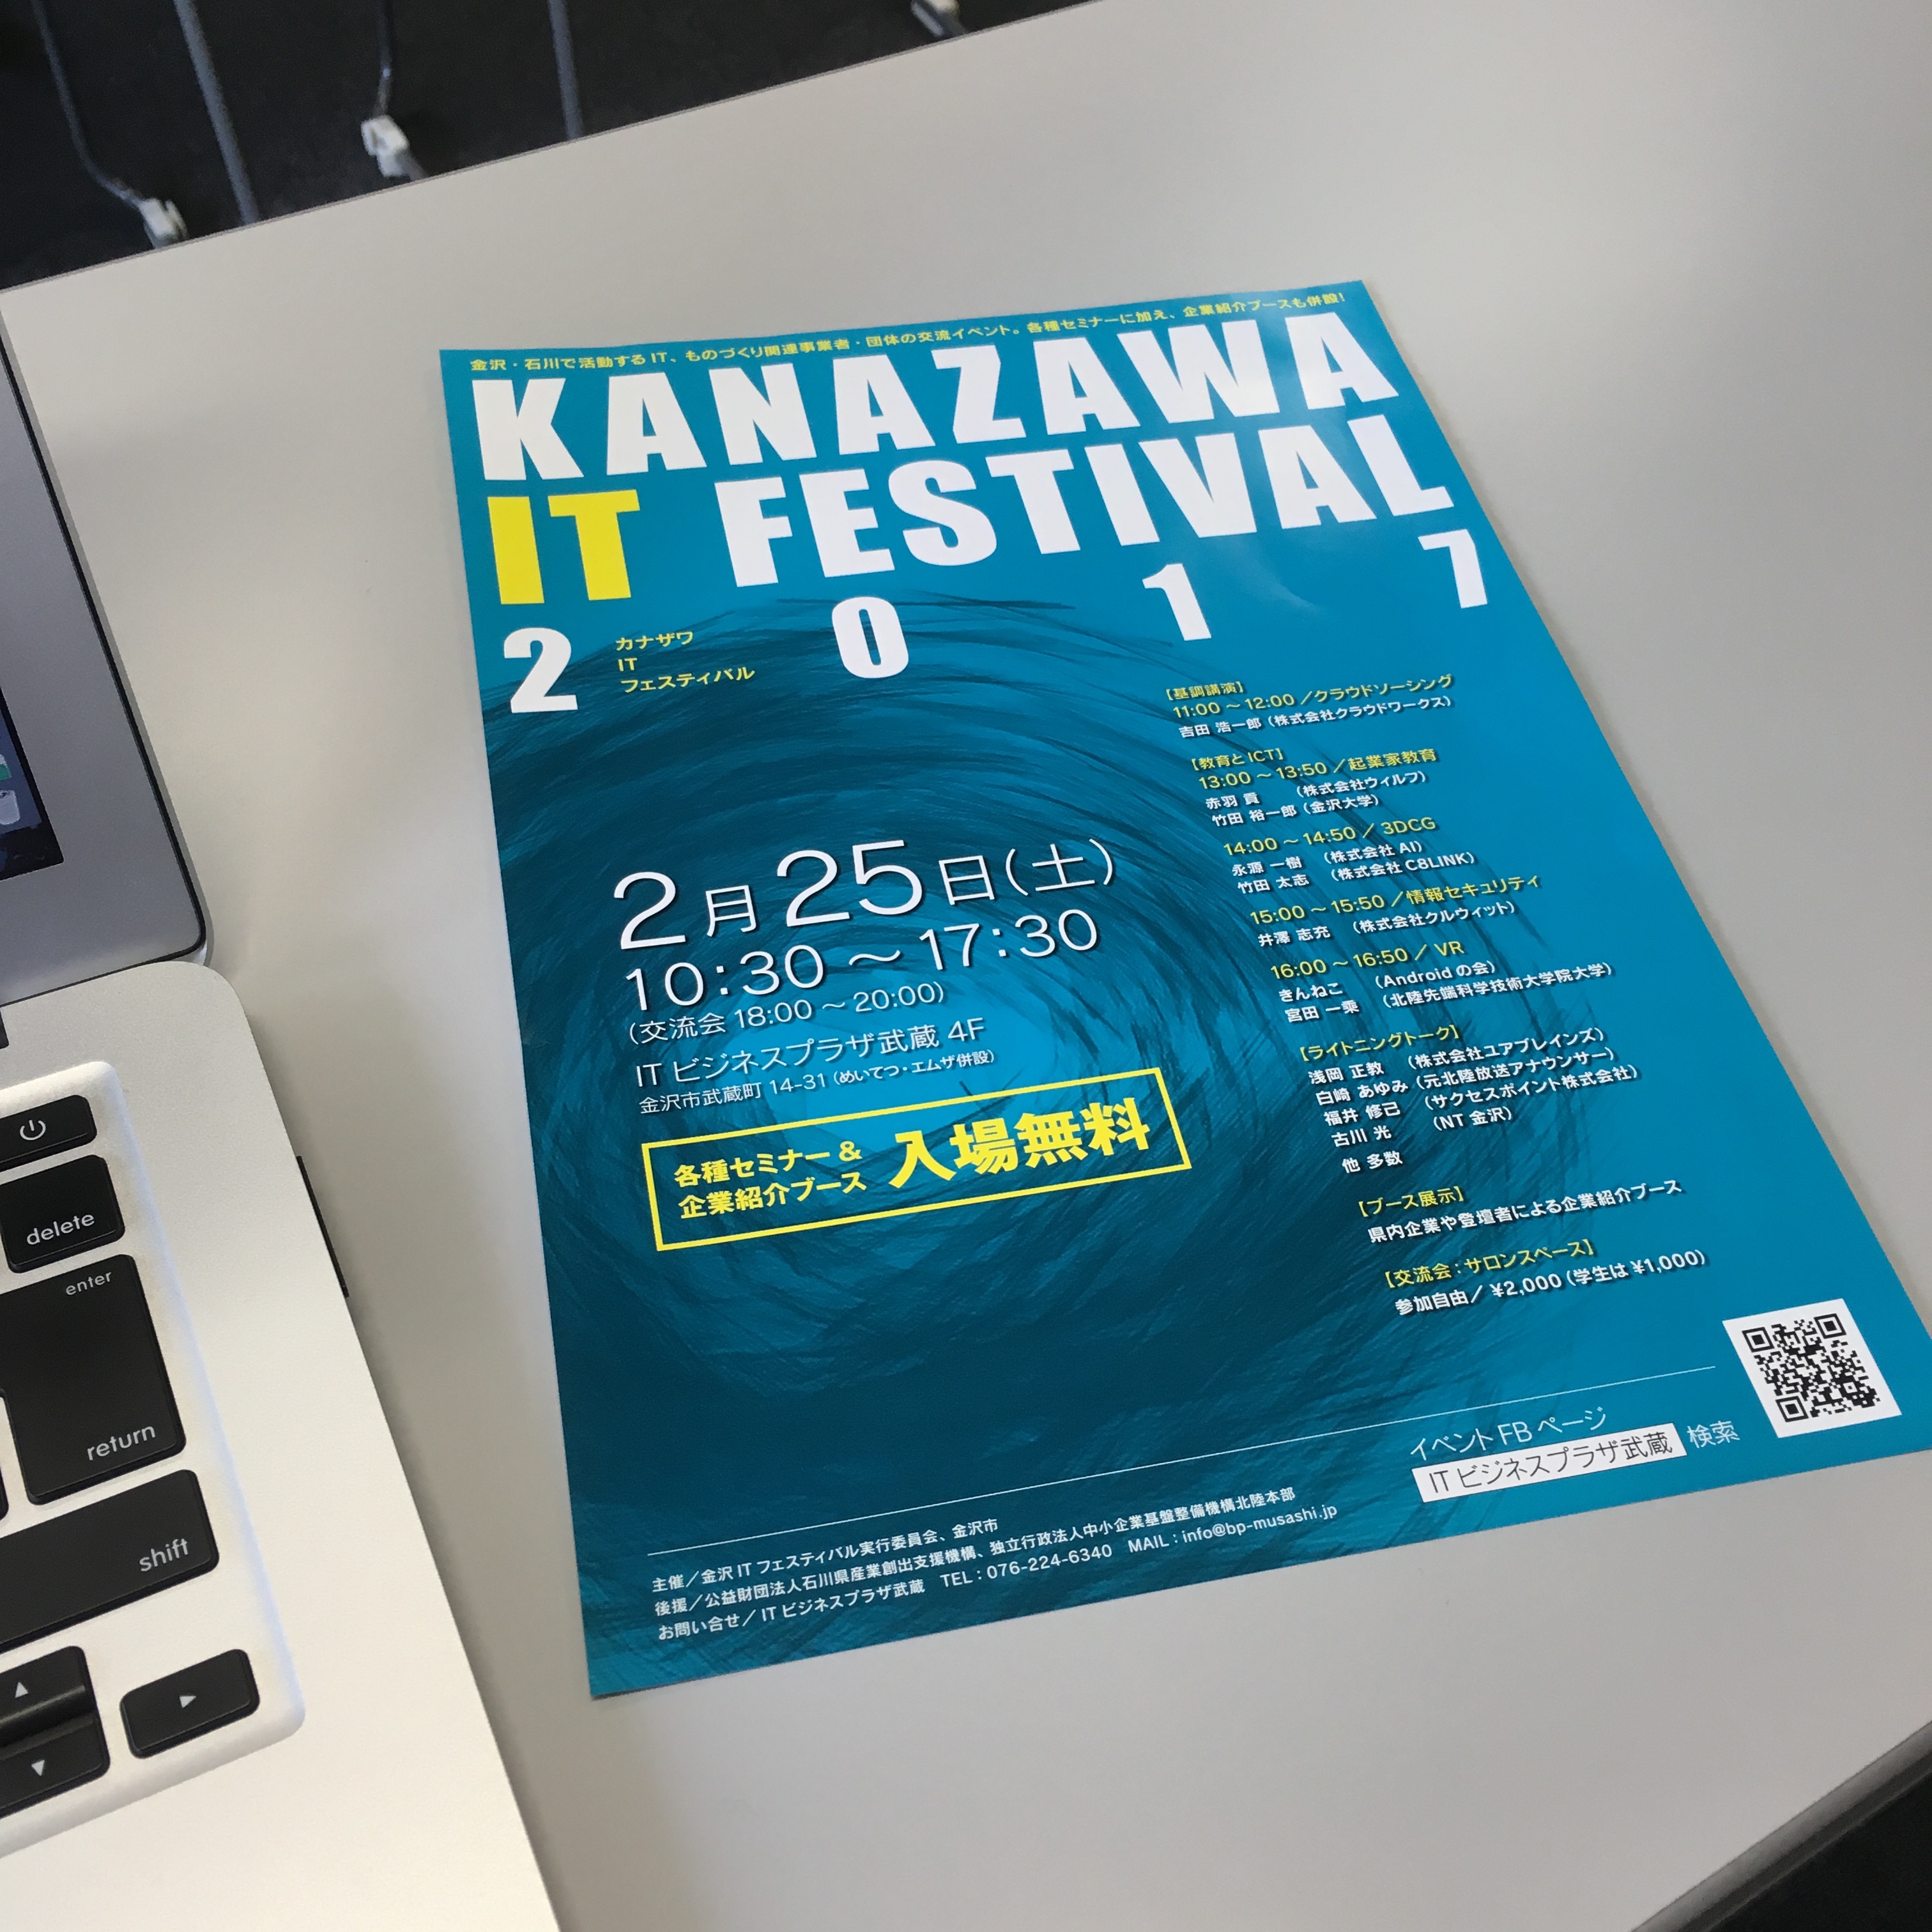 金沢・石川で活動する IT、ものづくり関連事業者・団体の交流イベント。各種セミナーに加え、企業紹介ブースも併設！
KANAZAWA
IT FESTIVAL
2 0 1 7
カナザワ
IT
フェスティバル
2月25日（土）
10：30 ～ 17：30
（交流会 18:00 ～ 20:00）
IT ビジネスプラザ武蔵 4F
金沢市武蔵町 14-31（めいてつ・エムザ併設）
各種セミナー &
企業紹介ブース
入場無料
【基調講演】
11:00 ～ 12:00 ／クラウドソーシング
吉田 浩一郎（株式会社クラウドワークス）
【教育と ICT】
13:00 ～ 13:50 ／起業家教育
赤羽 貢 （株式会社ウィルフ）
竹田 裕一郎（金沢大学）
14:00 ～ 14:50 ／ 3DCG
永源 一樹 （株式会社 AI）
竹田 太志 （株式会社 C8LINK）
15:00 ～ 15:50 ／情報セキュリティ
井澤 志充 （株式会社クルウィット）
16:00 ～ 16:50 ／ VR
きんねこ （Android の会）
宮田 一乘 （北陸先端科学技術大学院大学）
【ライトニングトーク】
浅岡 正教 （株式会社ユアブレインズ）
白崎 あゆみ（元北陸放送アナウンサー）
福井 修己 （サクセスポイント株式会社）
古川 光 （NT 金沢）
他 多数
【ブース展示】
県内企業や登壇者による企業紹介ブース
【交流会：サロンスペース】
参加自由／ ¥2,000（学生は ¥1,000）
イベント FB ページ
IT ビジネスプラザ武蔵 検索
主催／金沢 IT フェスティバル実行委員会、金沢市
後援／公益財団法人石川県産業創出支援機構、独立行政法人中小企業基盤整備機構北陸本部
お問い合せ／ IT ビジネスプラザ武蔵 TEL：076-224-6340 MAIL：info@bp-musashi.jp
delete
enter
return
shift